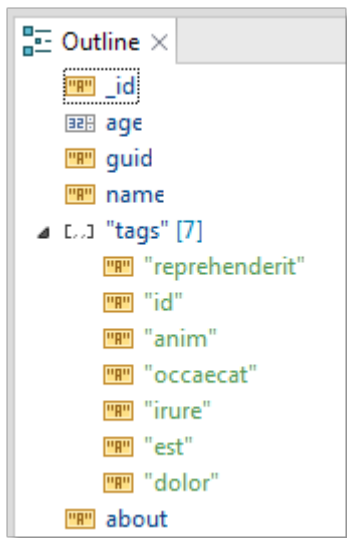 Outline
"A" _id
32 age
"A" guid
"A" name
[,,] "tags" [7]
"A" "reprehenderit"
"A" "id"
"A" "anim"
"A" "occaecat"
"A" "irure"
"A" "est"
"A" "dolor"
"A" about